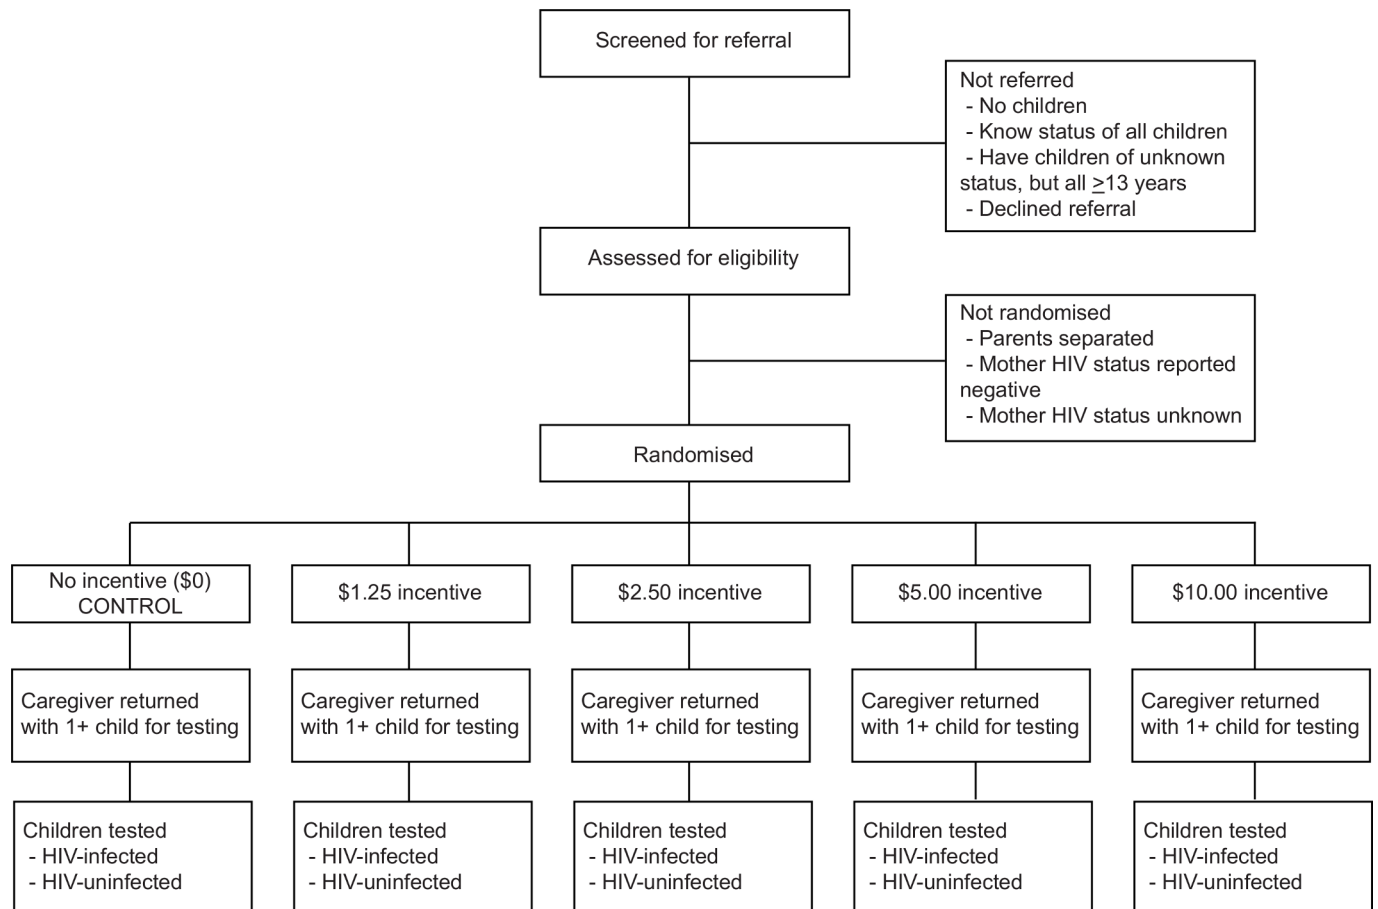 Screened for referral
Not referred
- No children
- Know status of all children
- Have children of unknown
status, but all ≥13 years
- Declined referral
Assessed for eligibility
Not randomised
- Parents separated
- Mother HIV status reported
negative
- Mother HIV status unknown
Randomised
No incentive ($0)
CONTROL
$1.25 incentive
$2.50 incentive
$5.00 incentive
$10.00 incentive
Caregiver returned
with 1+ child for testing
Caregiver returned
with 1+ child for testing
Caregiver returned
with 1+ child for testing
Caregiver returned
with 1+ child for testing
Caregiver returned
with 1+ child for testing
Children tested
- HIV-infected
- HIV-uninfected
Children tested
- HIV-infected
- HIV-uninfected
Children tested
- HIV-infected
- HIV-uninfected
Children tested
- HIV-infected
- HIV-uninfected
Children tested
- HIV-infected
- HIV-uninfected